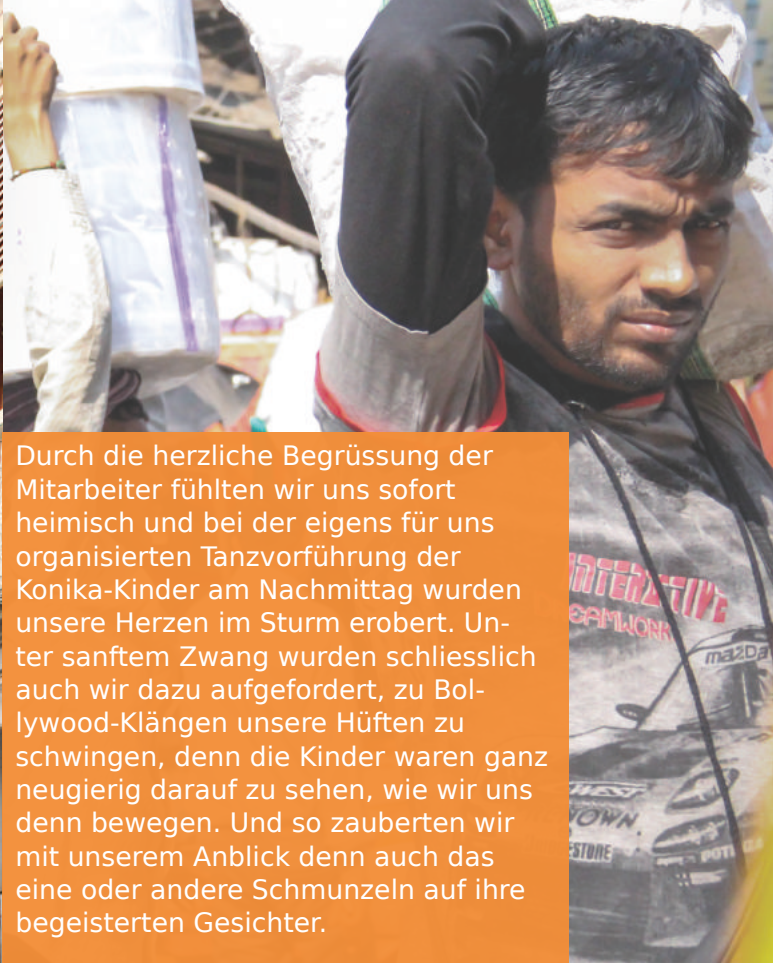 Durch die herzliche Begrüssung der
Mitarbeiter fühlten wir uns sofort
heimisch und bei der eigens für uns
organisierten Tanzvorführung der
Konika-Kinder am Nachmittag wurden
unsere Herzen im Sturm erobert. Un-
ter sanftem Zwang wurden schliesslich
auch wir dazu aufgefordert, zu Bol-
lywood-Klängen unsere Hüften zu
schwingen, denn die Kinder waren ganz
neugierig darauf zu sehen, wie wir uns
denn bewegen. Und so zauberten wir
mit unserem Anblick denn auch das
eine oder andere Schmunzeln auf ihre
begeisterten Gesichter.
INTERACTIVE
mazDa
WEST